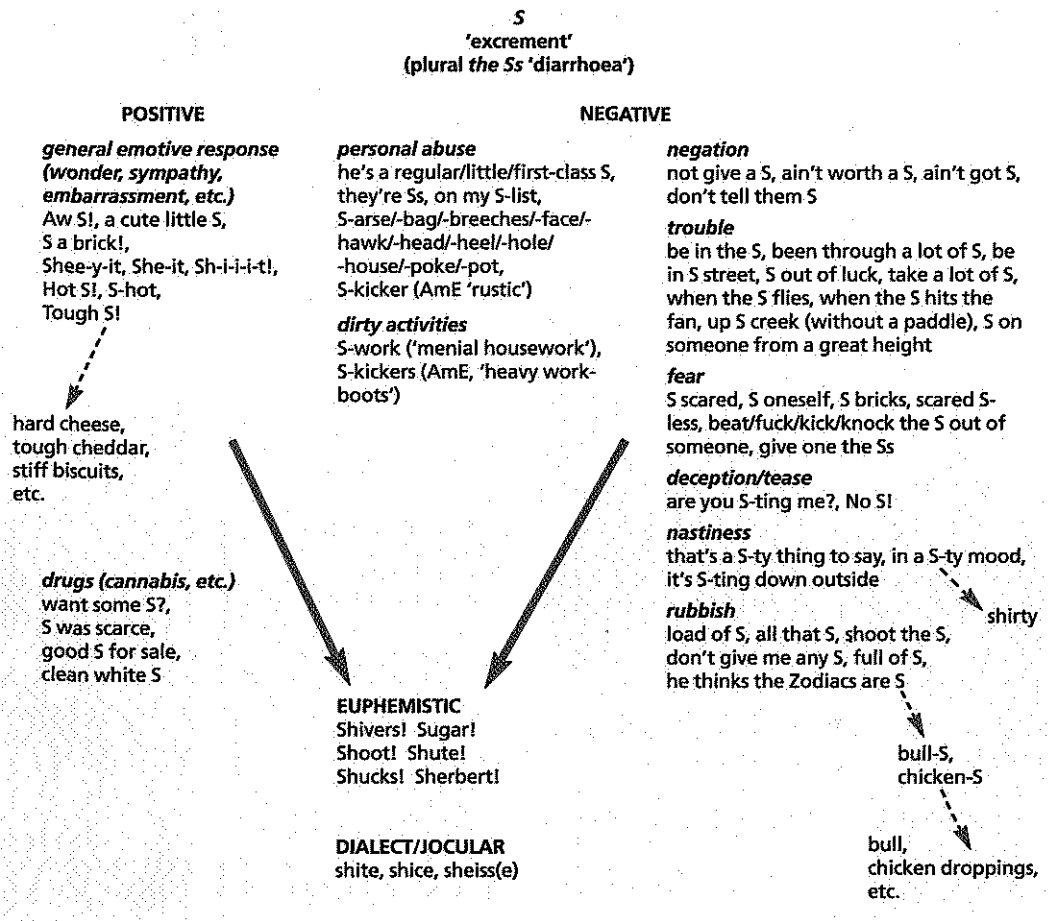 S
'excrement'
(plural the Ss 'diarrhoea')
POSITIVE
general emotive response
(wonder, sympathy,
embarrassment, etc.)
Aw S!, a cute little S,
S a brick!,
Shee-y-it, She-it, Sh-i-i-i-t!,
Hot S!, S-hot,
Tough S!
hard cheese,
tough cheddar,
stiff biscuits,
etc.
drugs (cannabis, etc.)
want some S?,
S was scarce,
good S for sale,
clean white S
NEGATIVE
personal abuse
he's a regular/little/first-class S,
they're Ss, on my S-list,
S-arse/-bag/-breeches/-face/-
hawk/-head/-heel/-hole/
-house/-poke/-pot,
S-kicker (AmE 'rustic')
dirty activities
S-work ('menial housework'),
S-kickers (AmE, 'heavy work-
boots')
negation
not give a S, ain't worth a S, ain't got S,
don't tell them S
trouble
be in the S, been through a lot of S, be
in S street, S out of luck, take a lot of S,
when the S flies, when the S hits the
fan, up S creek (without a paddle), S on
someone from a great height
fear
S scared, S oneself, S bricks, scared S-
less, beat/fuck/kick/knock the S out of
someone, give one the Ss
deception/tease
are you S-ting me?, No S!
nastiness
that's a S-ty thing to say, in a S-ty mood,
it's S-ting down outside
shirty
rubbish
load of S, all that S, shoot the S,
don't give me any S, full of S,
he thinks the Zodiacs are S
bull-S,
chicken-S
bull,
chicken droppings,
etc.
EUPHEMISTIC
Shivers! Sugar!
Shoot! Shute!
Shucks! Sherbert!
DIALECT/JOCULAR
shite, shice, sheiss(e)